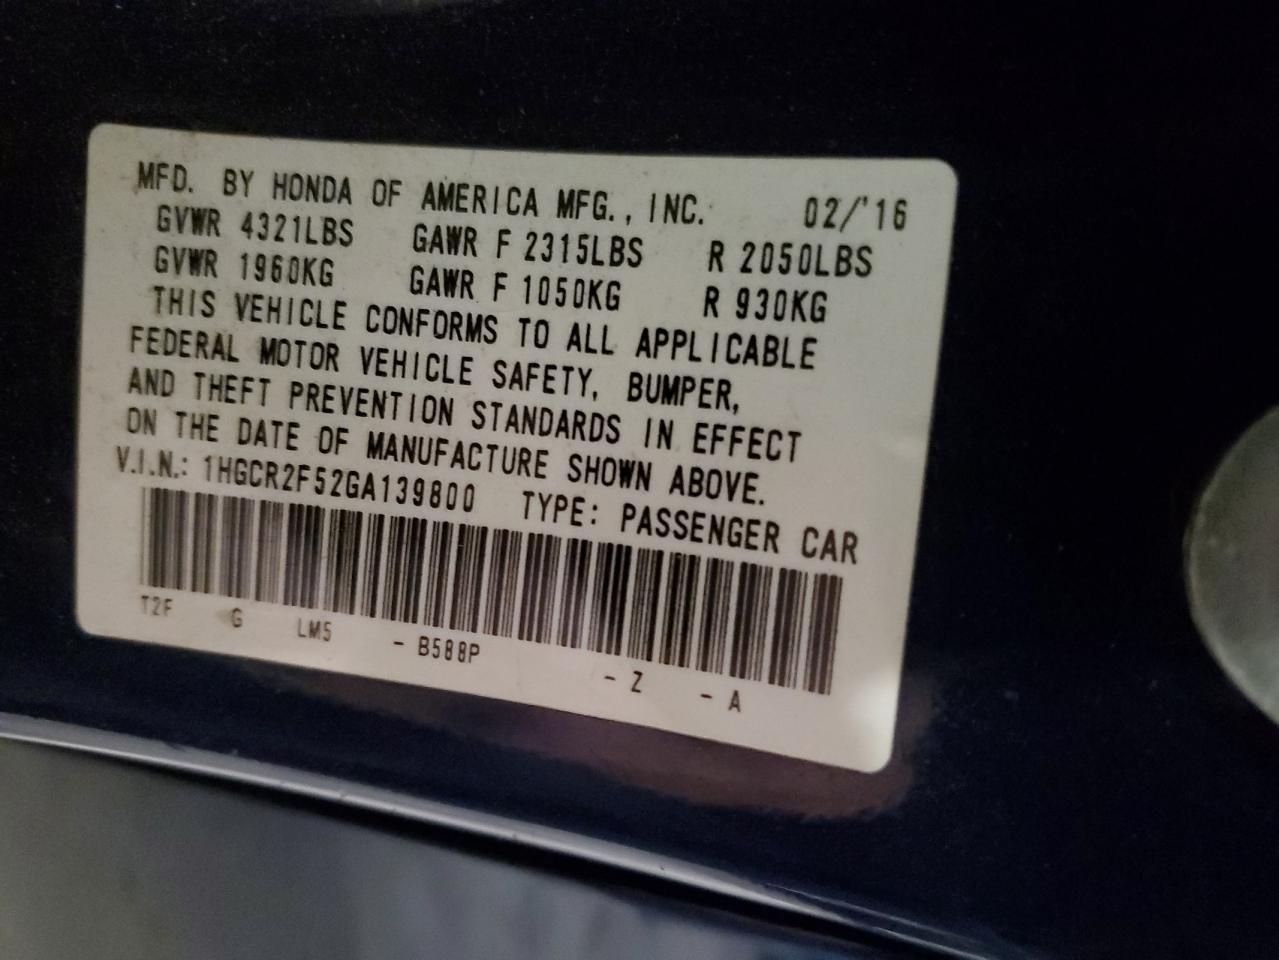 MFD. BY HONDA OF AMERICA MFG., INC. 02/'16
GVWR 4321LBS GAWR F 2315LBS R 2050LBS
GVWR 1960KG GAWR F 1050KG R 930KG
THIS VEHICLE CONFORMS TO ALL APPLICABLE
FEDERAL MOTOR VEHICLE SAFETY, BUMPER,
AND THEFT PREVENTION STANDARDS IN EFFECT
ON THE DATE OF MANUFACTURE SHOWN ABOVE.
V.I.N.: 1HGCR2F52GA139800 TYPE: PASSENGER CAR
T2F G LM5 - B588P - Z - A